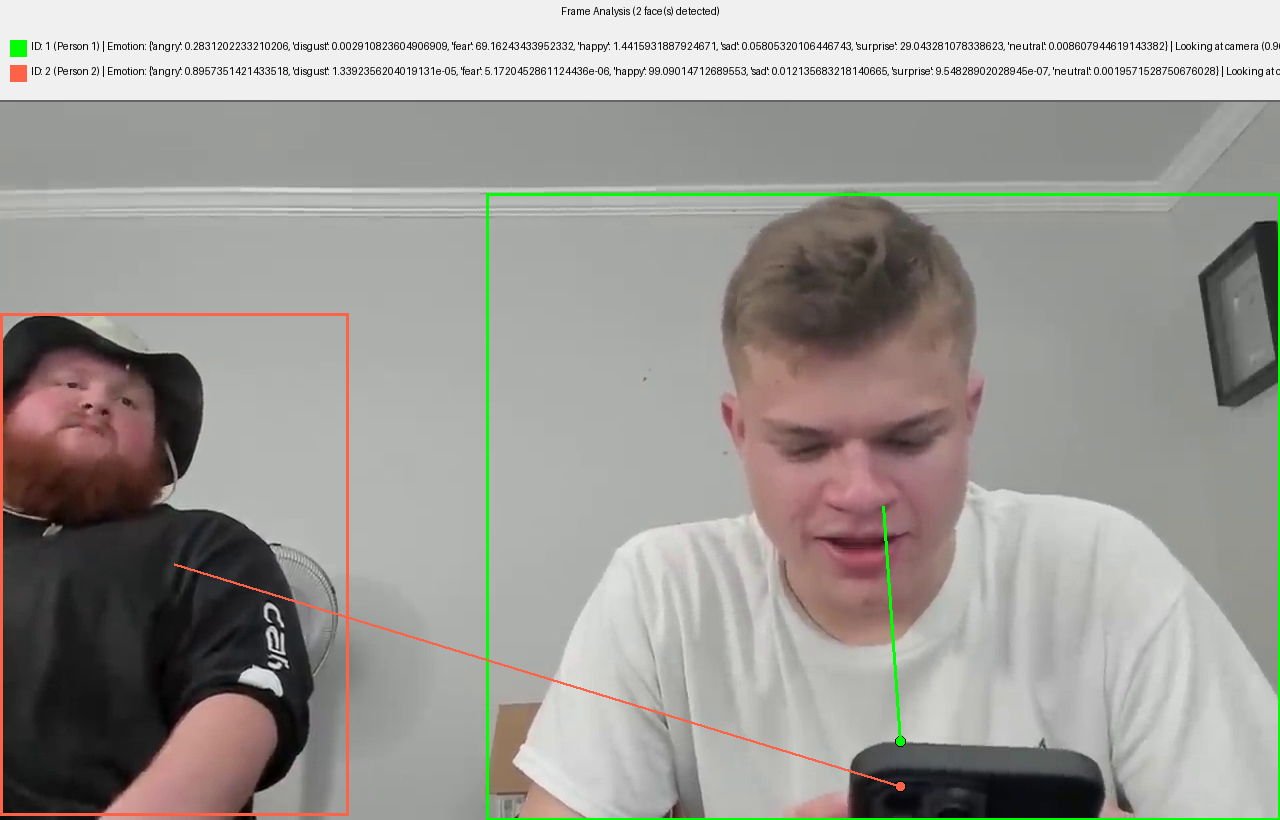 Frame Analysis (2 face(s) detected)
ID: 1 (Person 1) | Emotion: {'angry': 0.2831202233210206, 'disgust': 0.002910823604906909, 'fear': 69.16243433952332, 'happy': 1.4415931887924671, 'sad': 0.05805320106446743, 'surprise': 29.043281078338623, 'neutral': 0.008607944619143382} | Looking at camera (0.9
ID: 2 (Person 2) | Emotion: {'angry': 0.8957351421433518, 'disgust': 1.3392356204019131e-05, 'fear': 5.1720452861124436e-06, 'happy': 99.09014712689553, 'sad': 0.012135683218140665, 'surprise': 9.54828902028945e-07, 'neutral': 0.0019571528750676028} | Looking at c